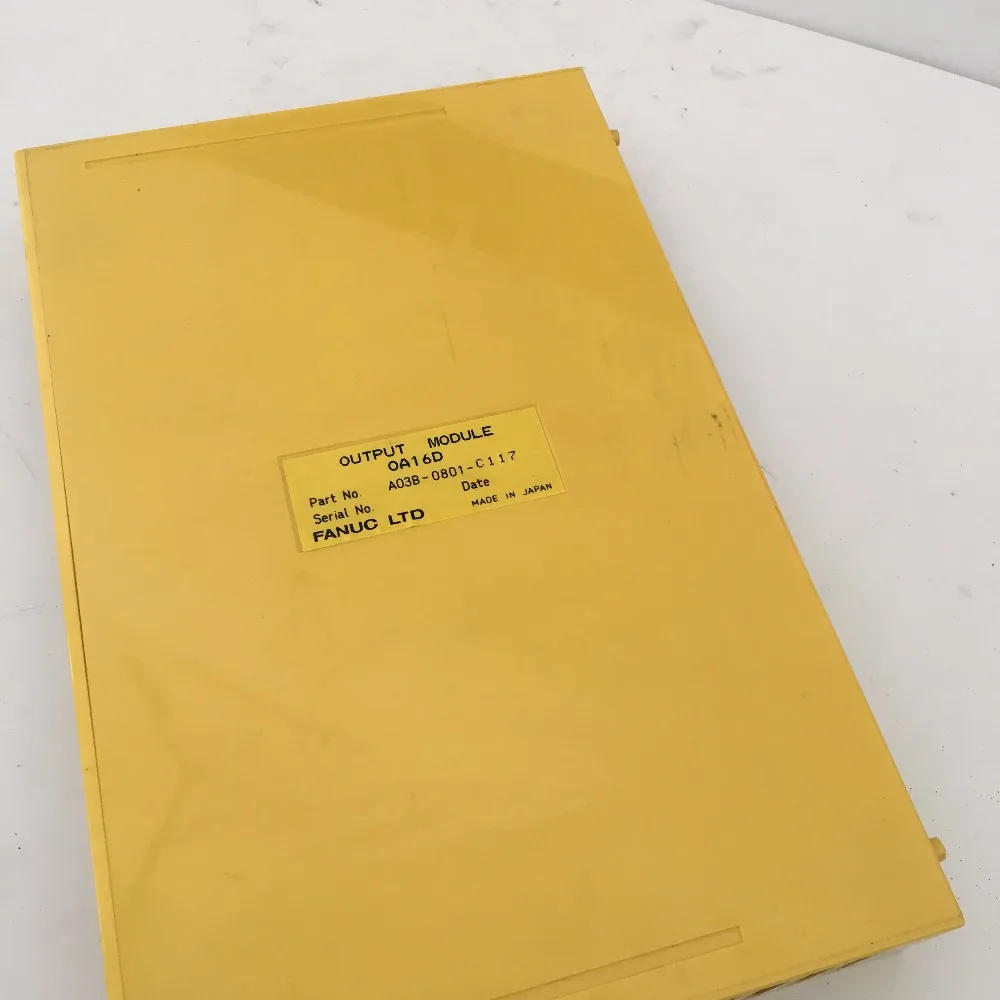 OUTPUT MODULE
OA16D
Part No. A03B-0801-C117
Serial No. Date
FANUC LTD MADE IN JAPAN